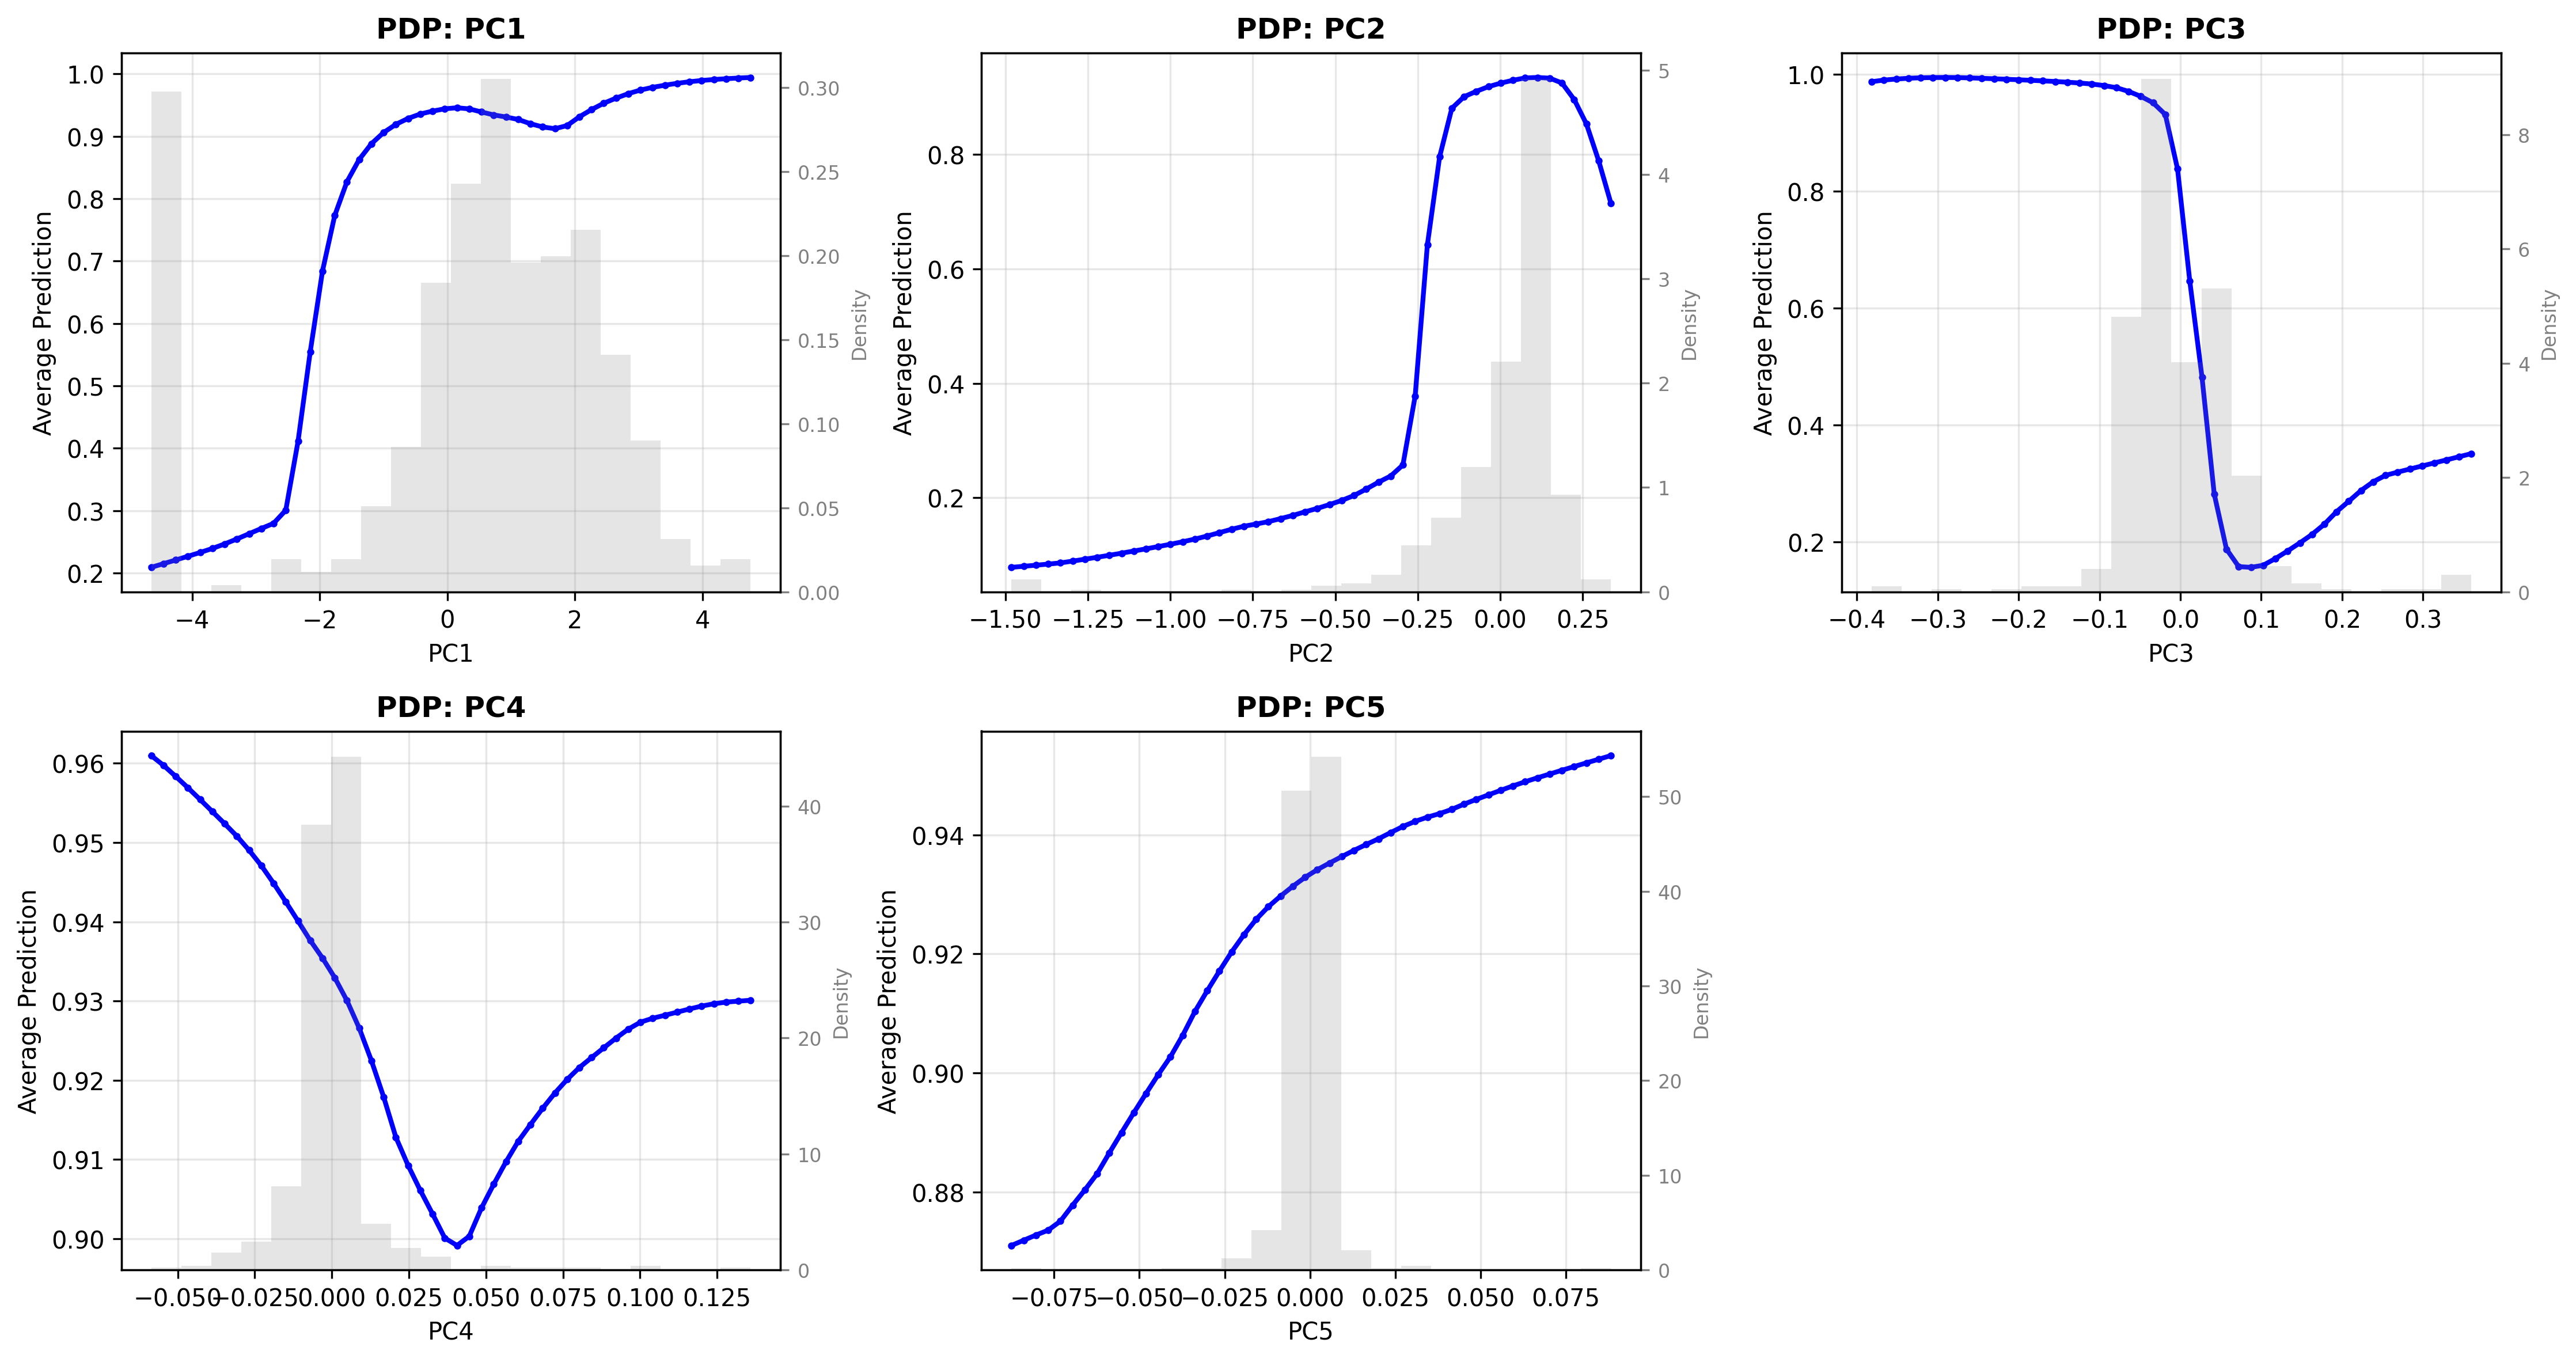 PDP: PC1
1.0
0.9
0.8
0.7
0.6
0.5
0.4
0.3
0.2
Average Prediction
0.30
0.25
0.20
0.15
0.10
0.05
0.00
Density
−4 −2 0 2 4
PC1
PDP: PC2
0.8
0.6
0.4
0.2
Average Prediction
5
4
3
2
1
0
Density
−1.50 −1.25 −1.00 −0.75 −0.50 −0.25 0.00 0.25
PC2
PDP: PC3
1.0
0.8
0.6
0.4
0.2
Average Prediction
8
6
4
2
0
Density
−0.4 −0.3 −0.2 −0.1 0.0 0.1 0.2 0.3
PC3
PDP: PC4
0.96
0.95
0.94
0.93
0.92
0.91
0.90
Average Prediction
40
30
20
10
0
Density
−0.050 −0.025 0.000 0.025 0.050 0.075 0.100 0.125
PC4
PDP: PC5
0.94
0.92
0.90
0.88
Average Prediction
50
40
30
20
10
0
Density
−0.075 −0.050 −0.025 0.000 0.025 0.050 0.075
PC5